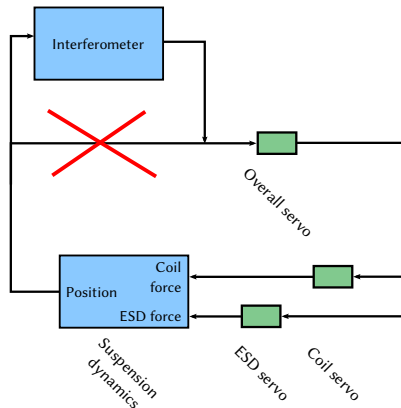 Interferometer
Overall servo
Coil
force
Position
ESD force
Suspension
dynamics
ESD servo
Coil servo